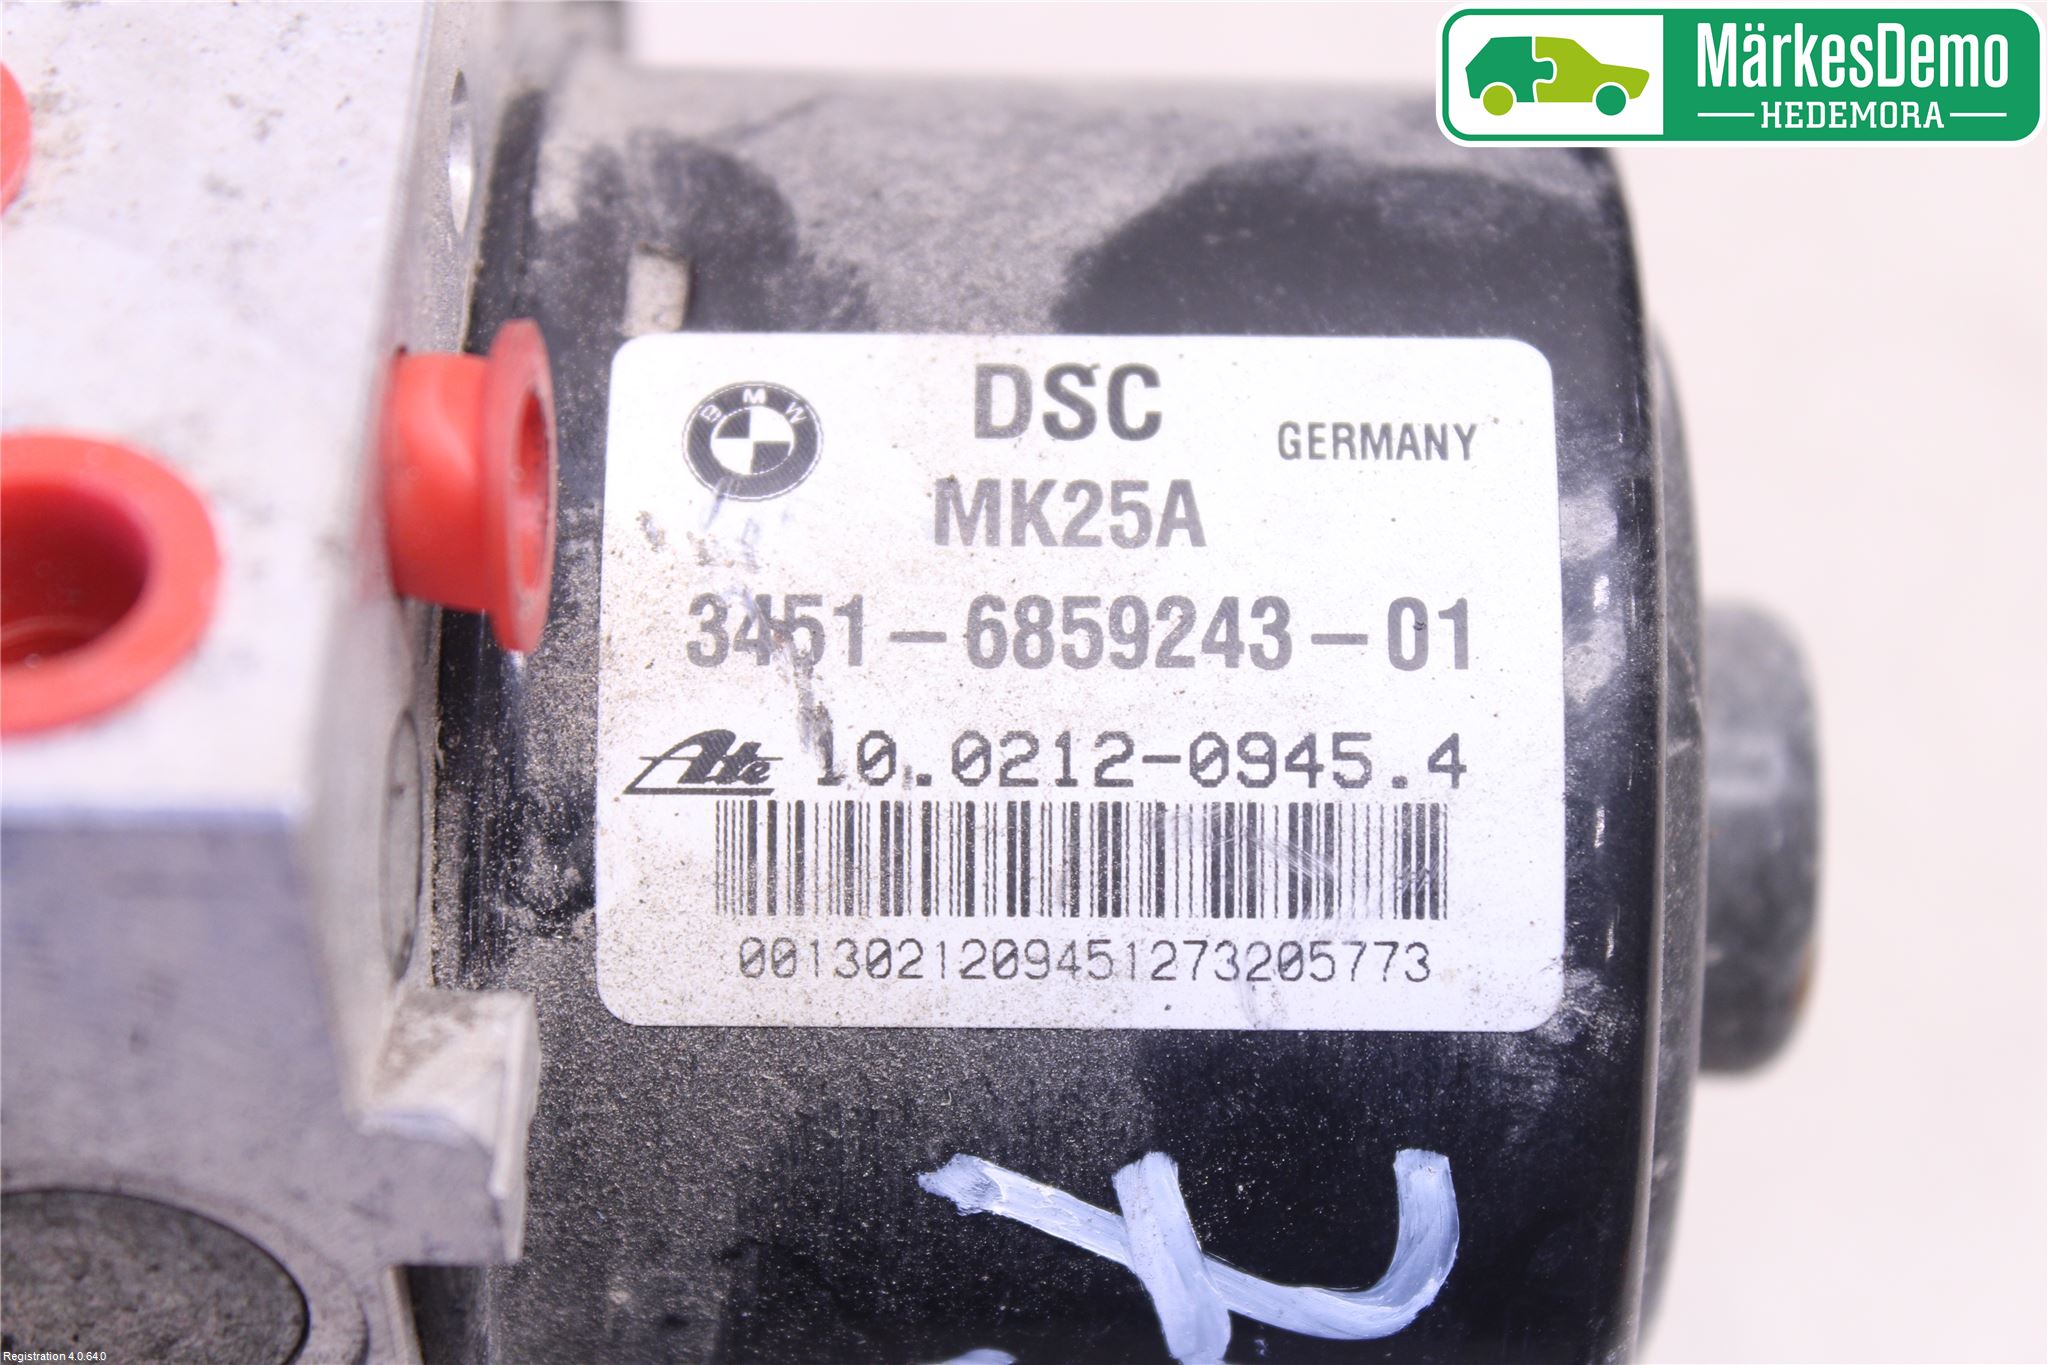 MärkesDemo
HEDEMORA
BMW
DSC
GERMANY
MK25A
3451-6859243-01
Ate 10.0212-0945.4
0013021209451273205773
Registration 4.0.64.0